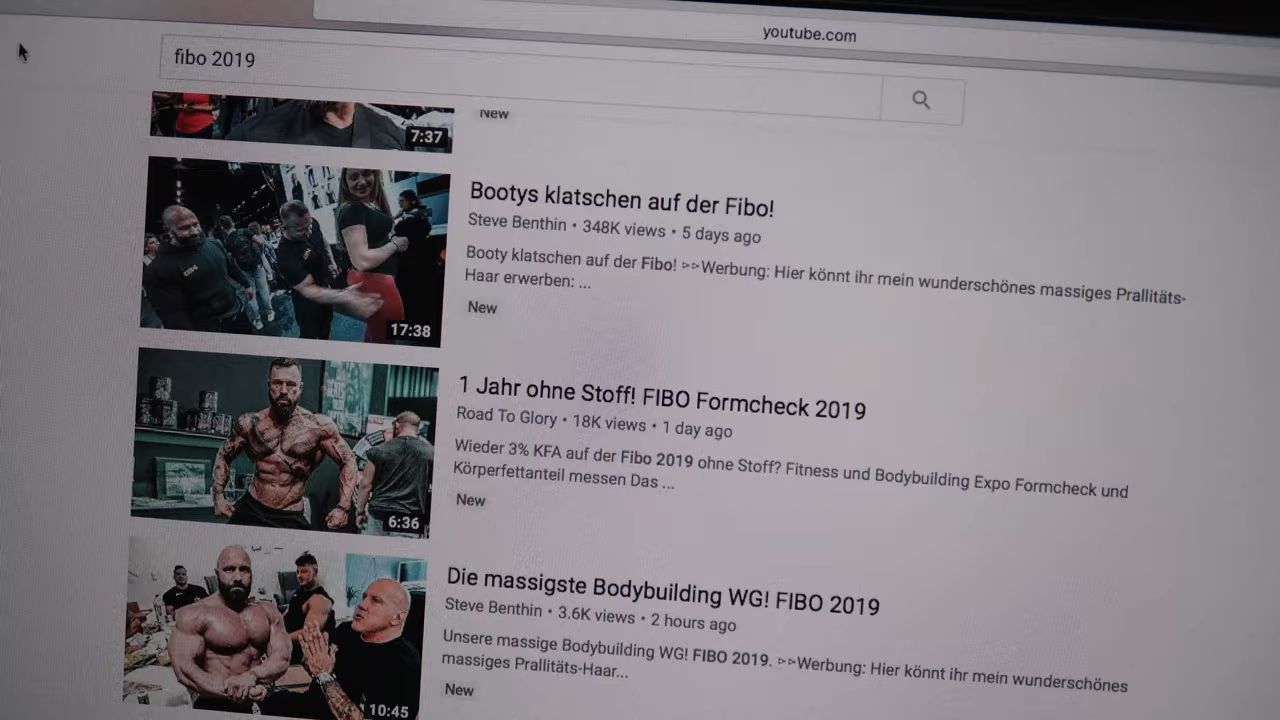 youtube.com
fibo 2019
7:37
New
Bootys klatschen auf der Fibo!
Steve Benthin • 348K views • 5 days ago
Booty klatschen auf der Fibo! ▻▻Werbung: Hier könnt ihr mein wunderschönes massiges Prallitäts-
Haar erwerben: ...
New
17:38
1 Jahr ohne Stoff! FIBO Formcheck 2019
Road To Glory • 18K views • 1 day ago
Wieder 3% KFA auf der Fibo 2019 ohne Stoff? Fitness und Bodybuilding Expo Formcheck und
Körperfettanteil messen Das ...
New
6:36
Die massigste Bodybuilding WG! FIBO 2019
Steve Benthin • 3.6K views • 2 hours ago
Unsere massige Bodybuilding WG! FIBO 2019. ▻▻Werbung: Hier könnt ihr mein wunderschönes
massiges Prallitäts-Haar...
New
10:45